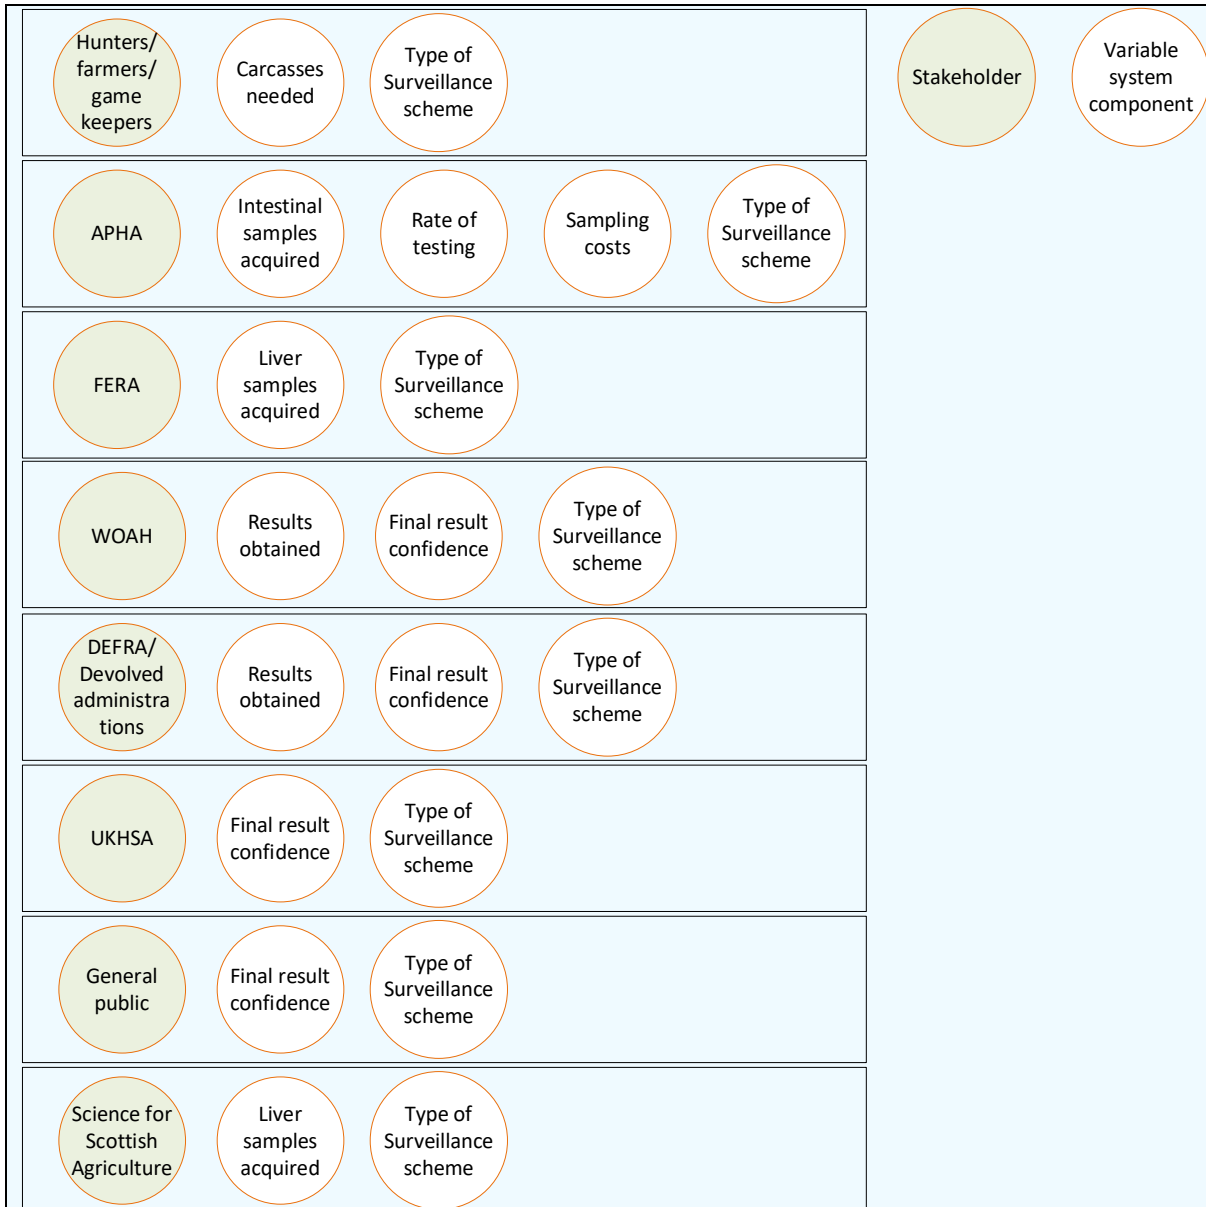 Hunters/
farmers/
game
keepers
Carcasses
needed
Type of
Surveillance
scheme
Stakeholder
Variable
system
component
APHA
Intestinal
samples
acquired
Rate of
testing
Sampling
costs
Type of
Surveillance
scheme
FERA
Liver
samples
acquired
Type of
Surveillance
scheme
WOAH
Results
obtained
Final result
confidence
Type of
Surveillance
scheme
DEFRA/
Devolved
administra
tions
Results
obtained
Final result
confidence
Type of
Surveillance
scheme
UKHSA
Final result
confidence
Type of
Surveillance
scheme
General
public
Final result
confidence
Type of
Surveillance
scheme
Science for
Scottish
Agriculture
Liver
samples
acquired
Type of
Surveillance
scheme